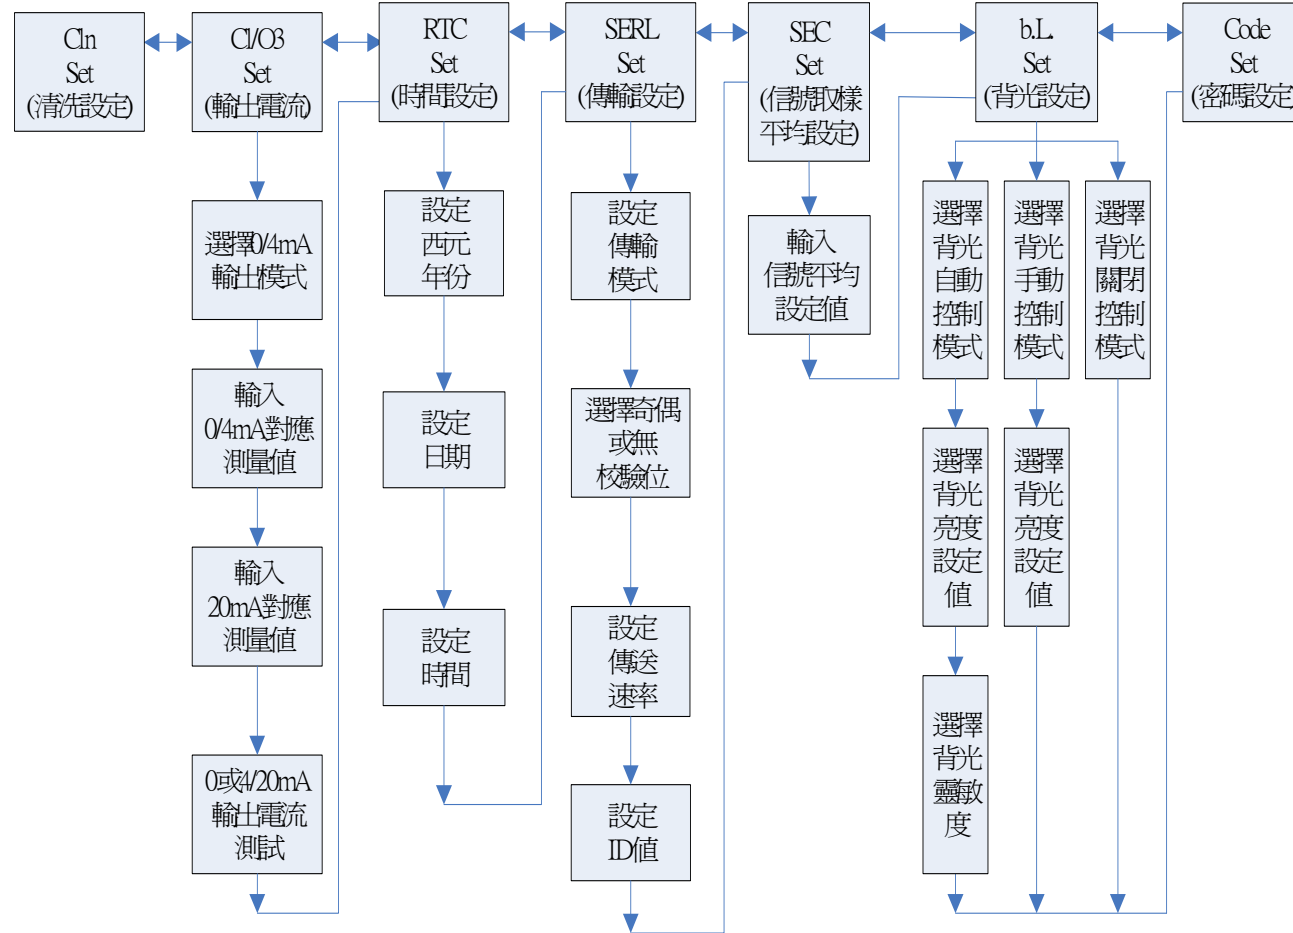 Cln
Set
(清洗設定)
Cl/O3
Set
(輸出電流)
RTC
Set
(時間設定)
SERL
Set
(傳輸設定)
SEC
Set
(信號取樣
平均設定)
b.L.
Set
(背光設定)
Code
Set
(密碼設定)
選擇0/4mA
輸出模式
輸入
0/4mA對應
測量值
輸入
20mA對應
測量值
0或4/20mA
輸出電流
測試
設定
西元
年份
設定
日期
設定
時間
設定
傳輸
模式
選擇奇偶
或無
校驗位
設定
傳送
速率
設定
ID值
輸入
信號平均
設定值
選擇
背光
自動
控制
模式
選擇
背光
亮度
設定
值
選擇
背光
靈敏
度
選擇
背光
手動
控制
模式
選擇
背光
亮度
設定
值
選擇
背光
關閉
控制
模式